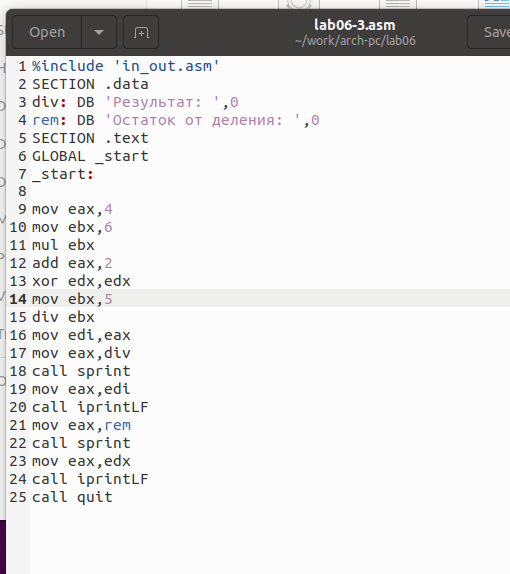 Open
lab06-3.asm
~/work/arch-pc/lab06
Save
1 %include 'in_out.asm'
2 SECTION .data
3 div: DB 'Результат: ',0
4 rem: DB 'Остаток от деления: ',0
5 SECTION .text
6 GLOBAL _start
7 _start:
8
9 mov eax,4
10 mov ebx,6
11 mul ebx
12 add eax,2
13 xor edx,edx
14 mov ebx,5
15 div ebx
16 mov edi,eax
17 mov eax,div
18 call sprint
19 mov eax,edi
20 call iprintLF
21 mov eax,rem
22 call sprint
23 mov eax,edx
24 call iprintLF
25 call quit